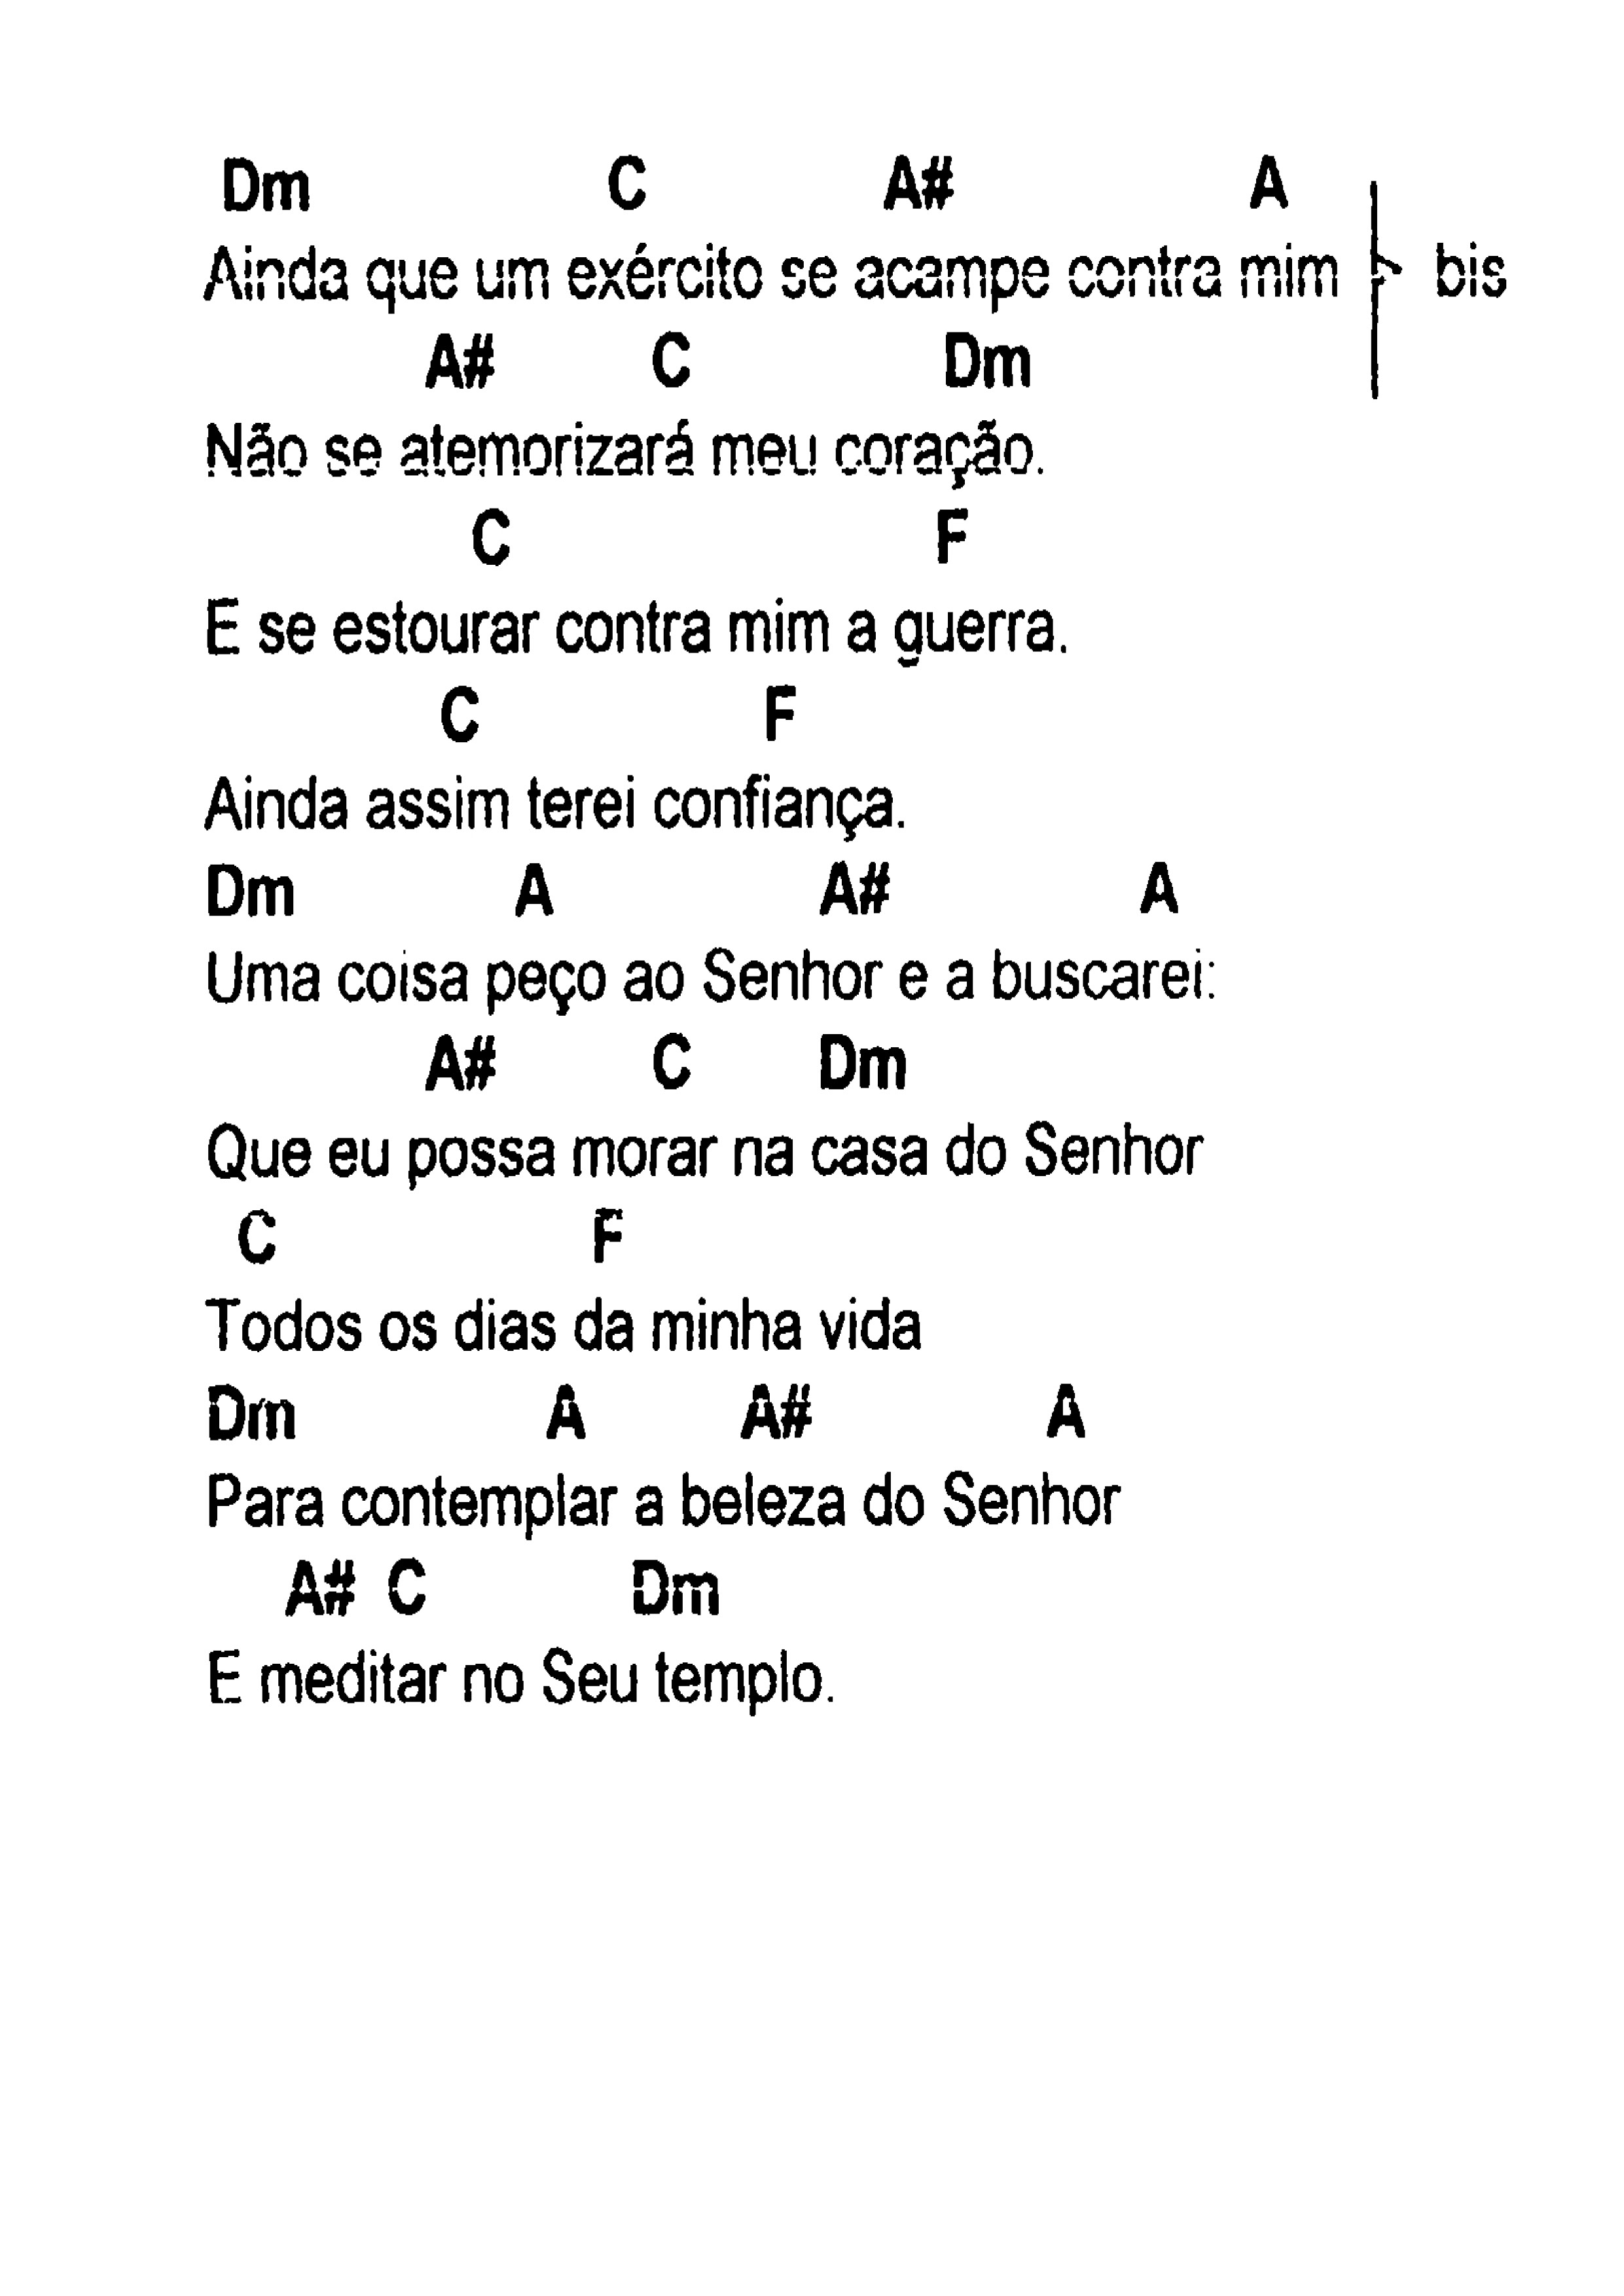 Dm C A# A
Ainda que um exército se acampe contra mim bis
A# C Dm
Não se atemorizará meu coração.
C F
E se estourar contra mim a guerra.
C F
Ainda assim terei confiança.
Dm A A# A
Uma coisa peço ao Senhor e a buscarei:
A# C Dm
Que eu possa morar na casa do Senhor
C F
Todos os dias da minha vida
Dm A A# A
Para contemplar a beleza do Senhor
A# C Dm
E meditar no Seu templo.